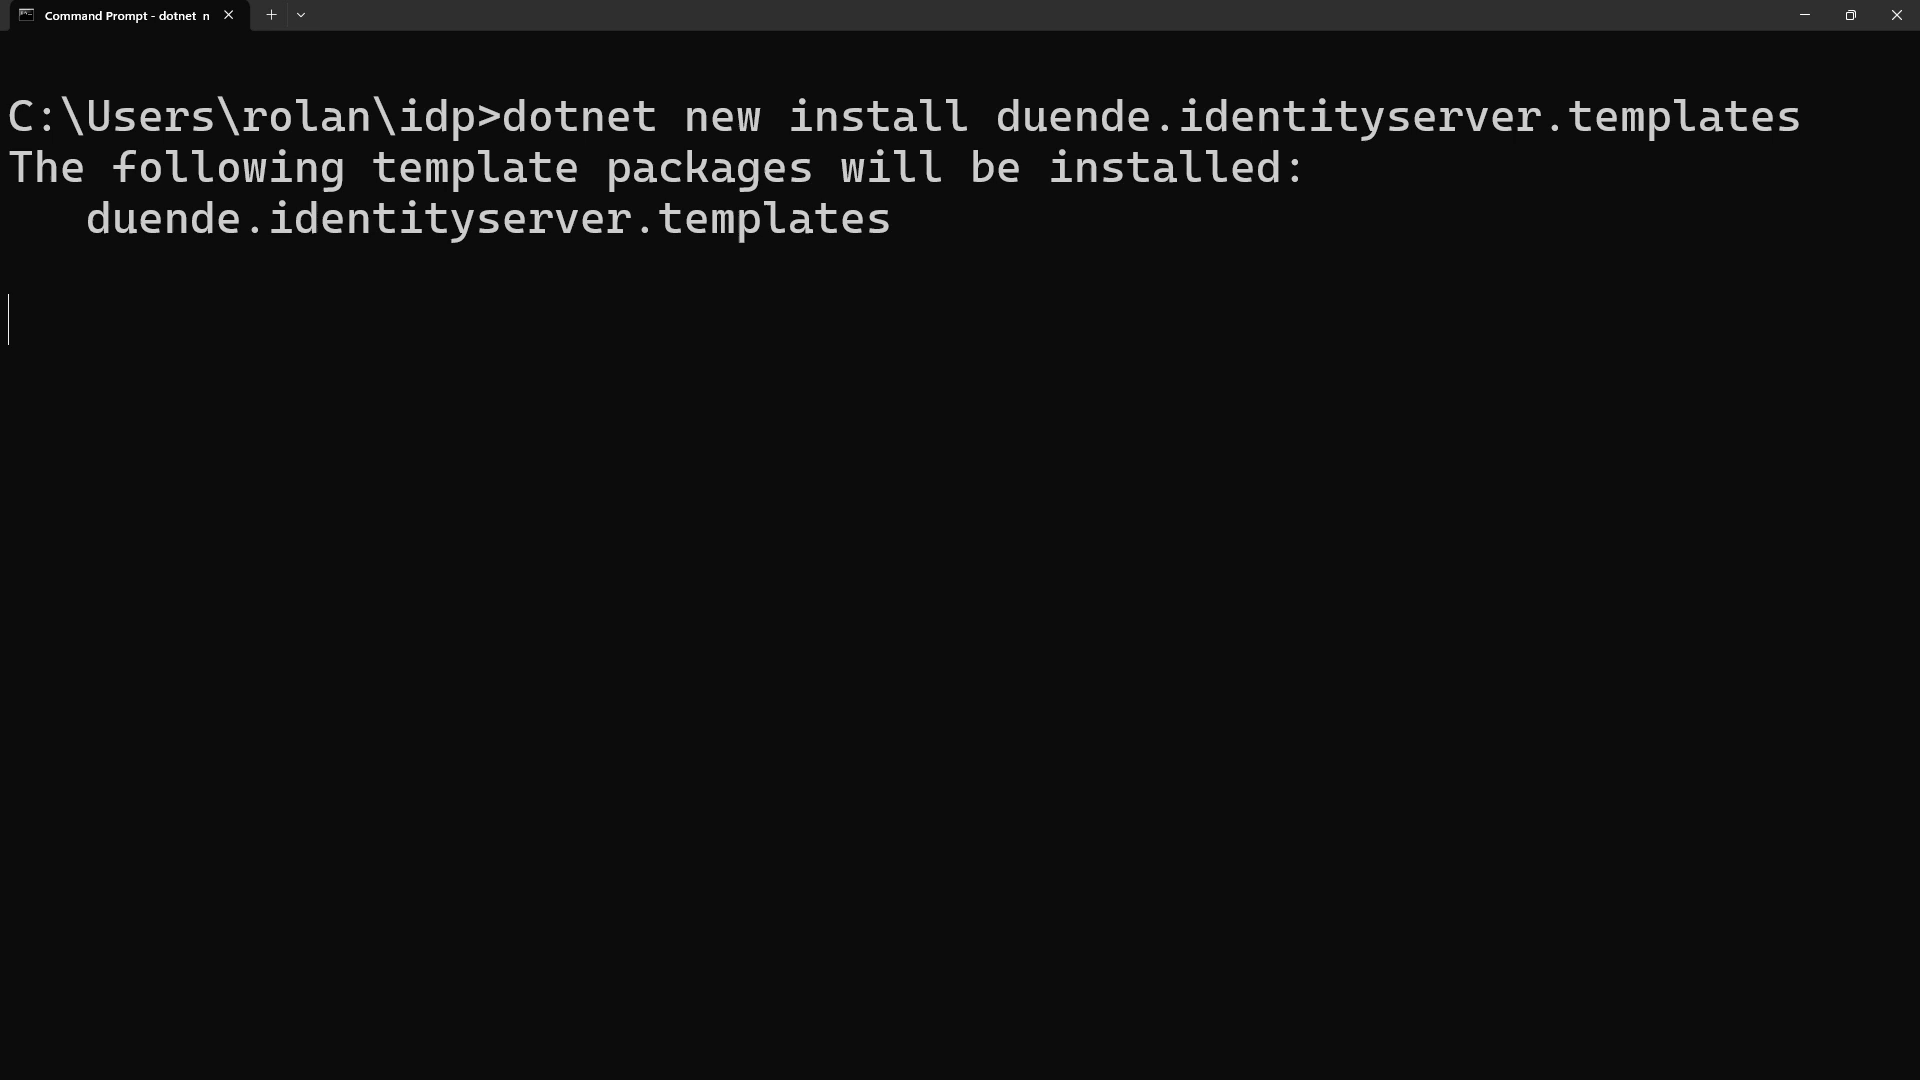 Command Prompt - dotnet  n
C:\Users\rolan\idp>dotnet new install duende.identityserver.templates
The following template packages will be installed:
   duende.identityserver.templates